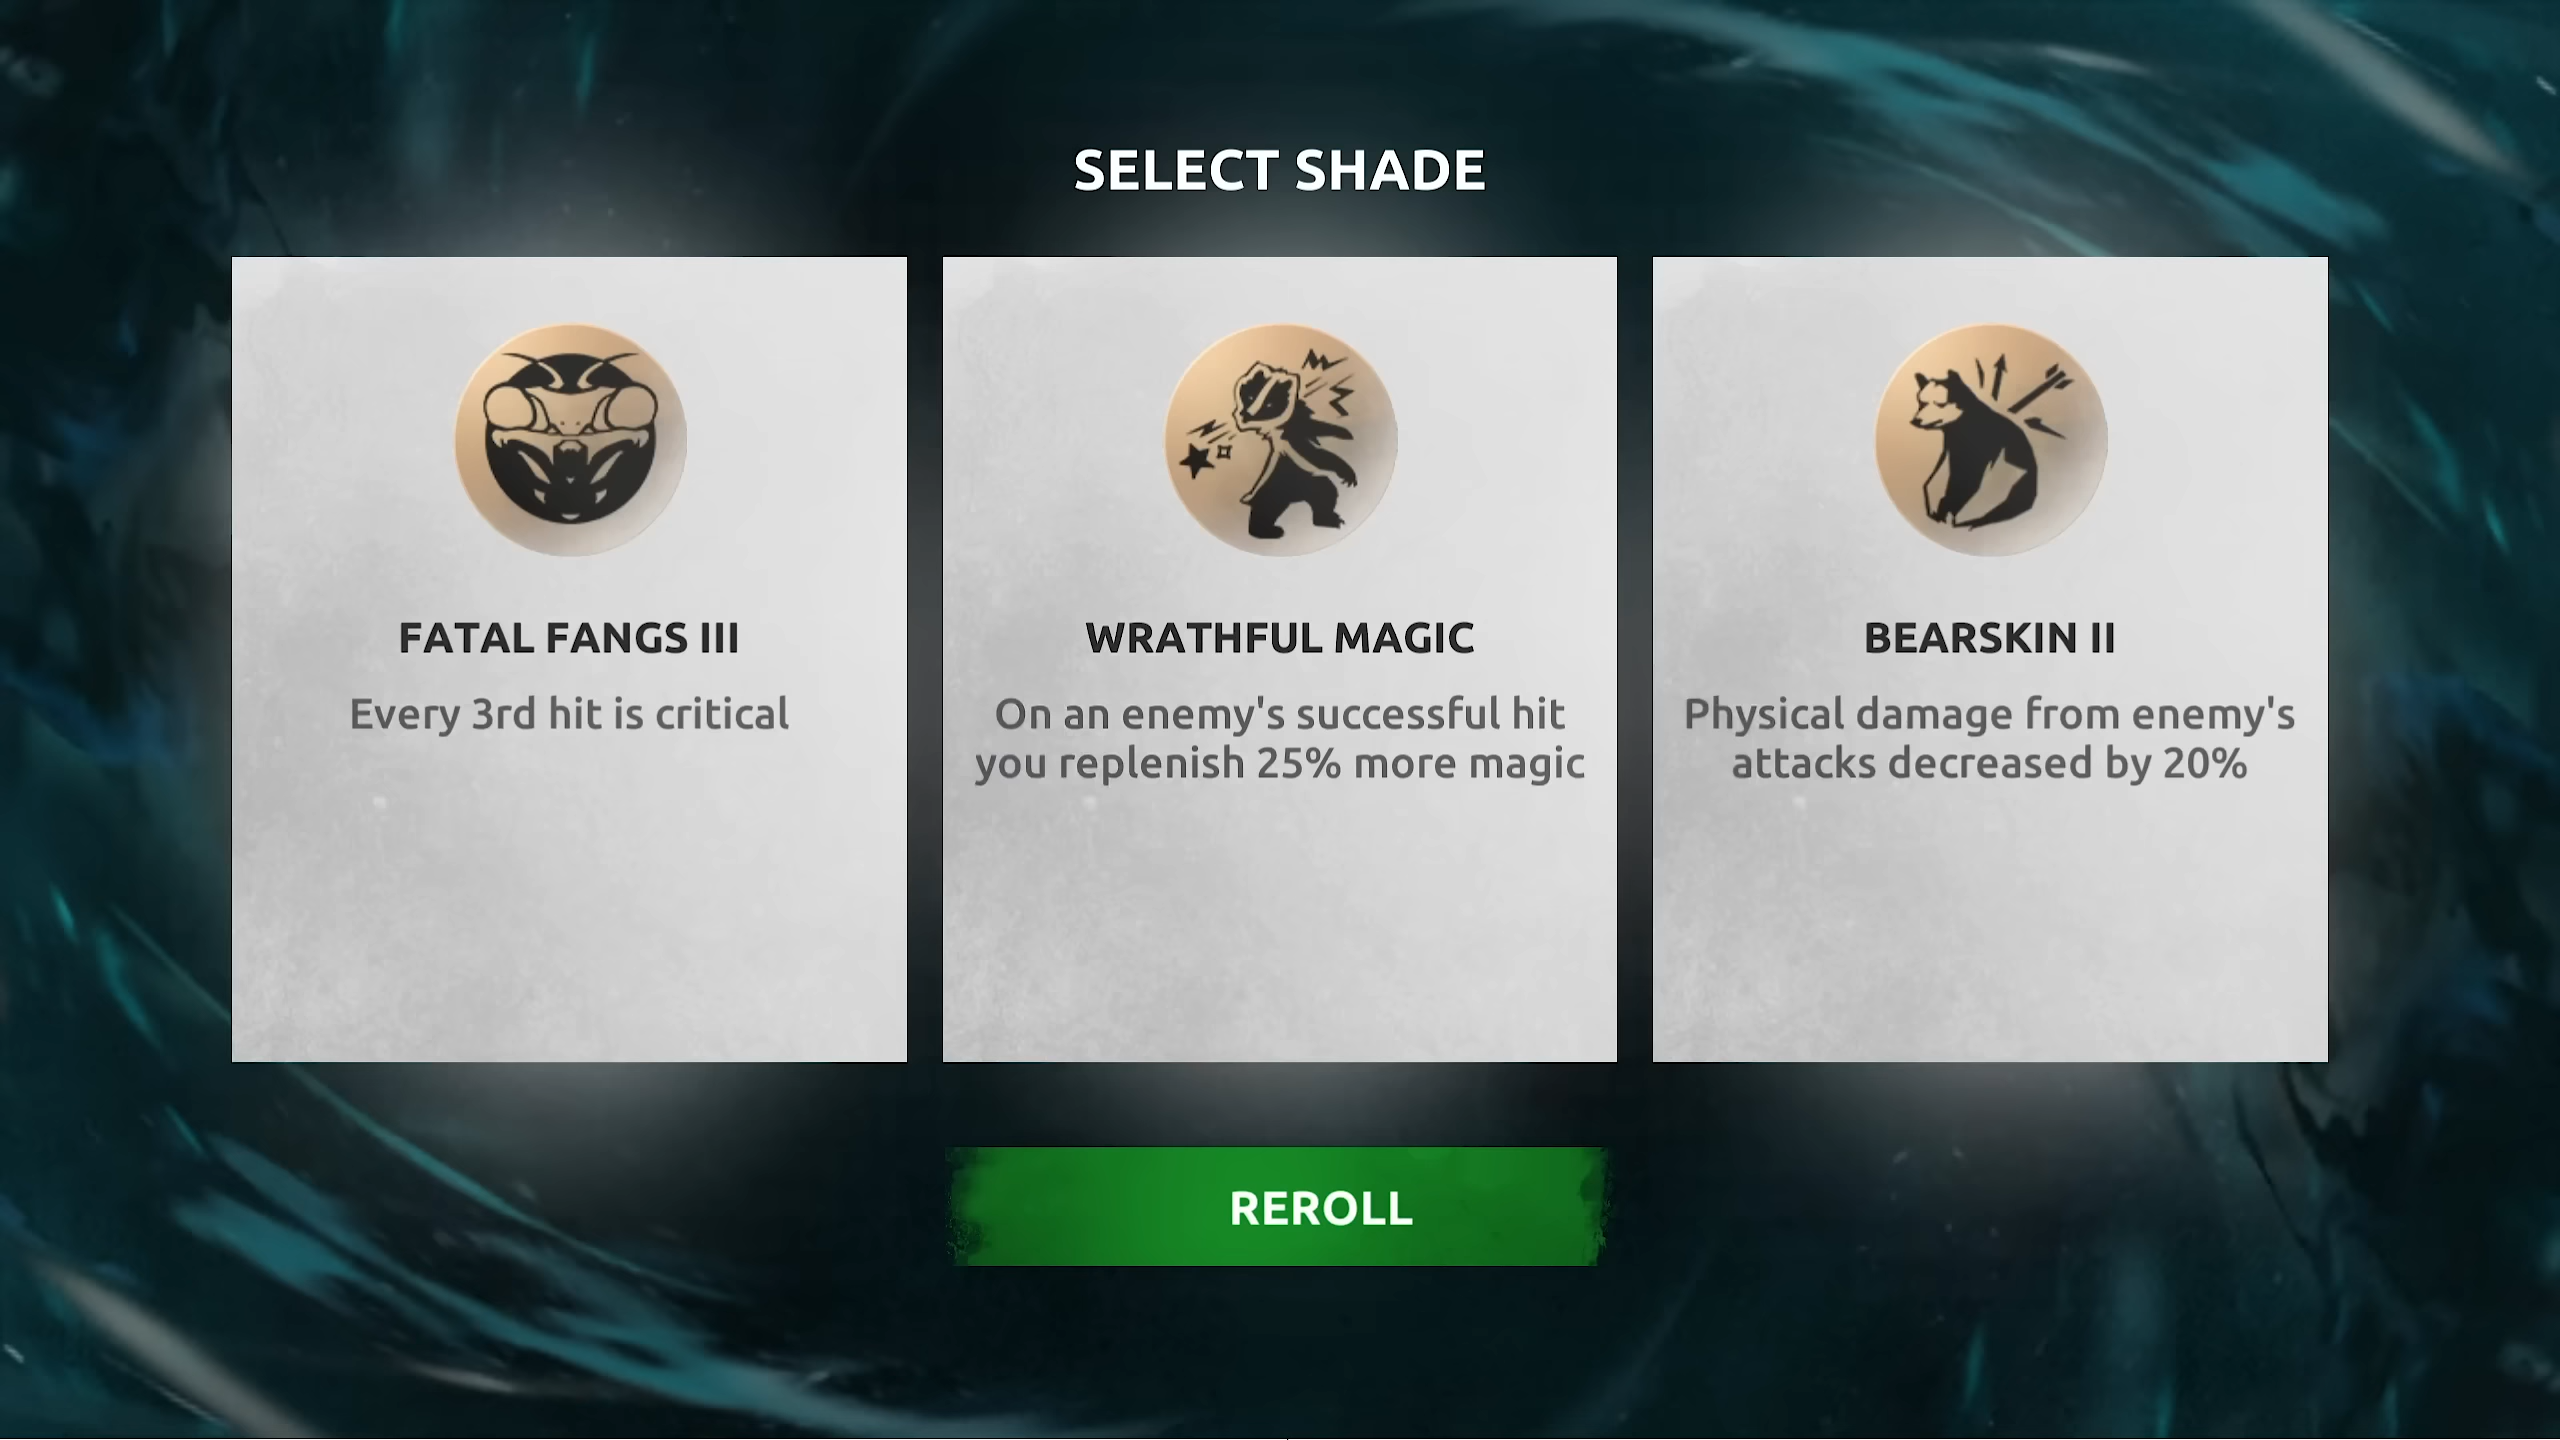 SELECT SHADE
FATAL FANGS III
Every 3rd hit is critical
WRATHFUL MAGIC
On an enemy's successful hit
you replenish 25% more magic
BEARSKIN II
Physical damage from enemy's
attacks decreased by 20%
REROLL